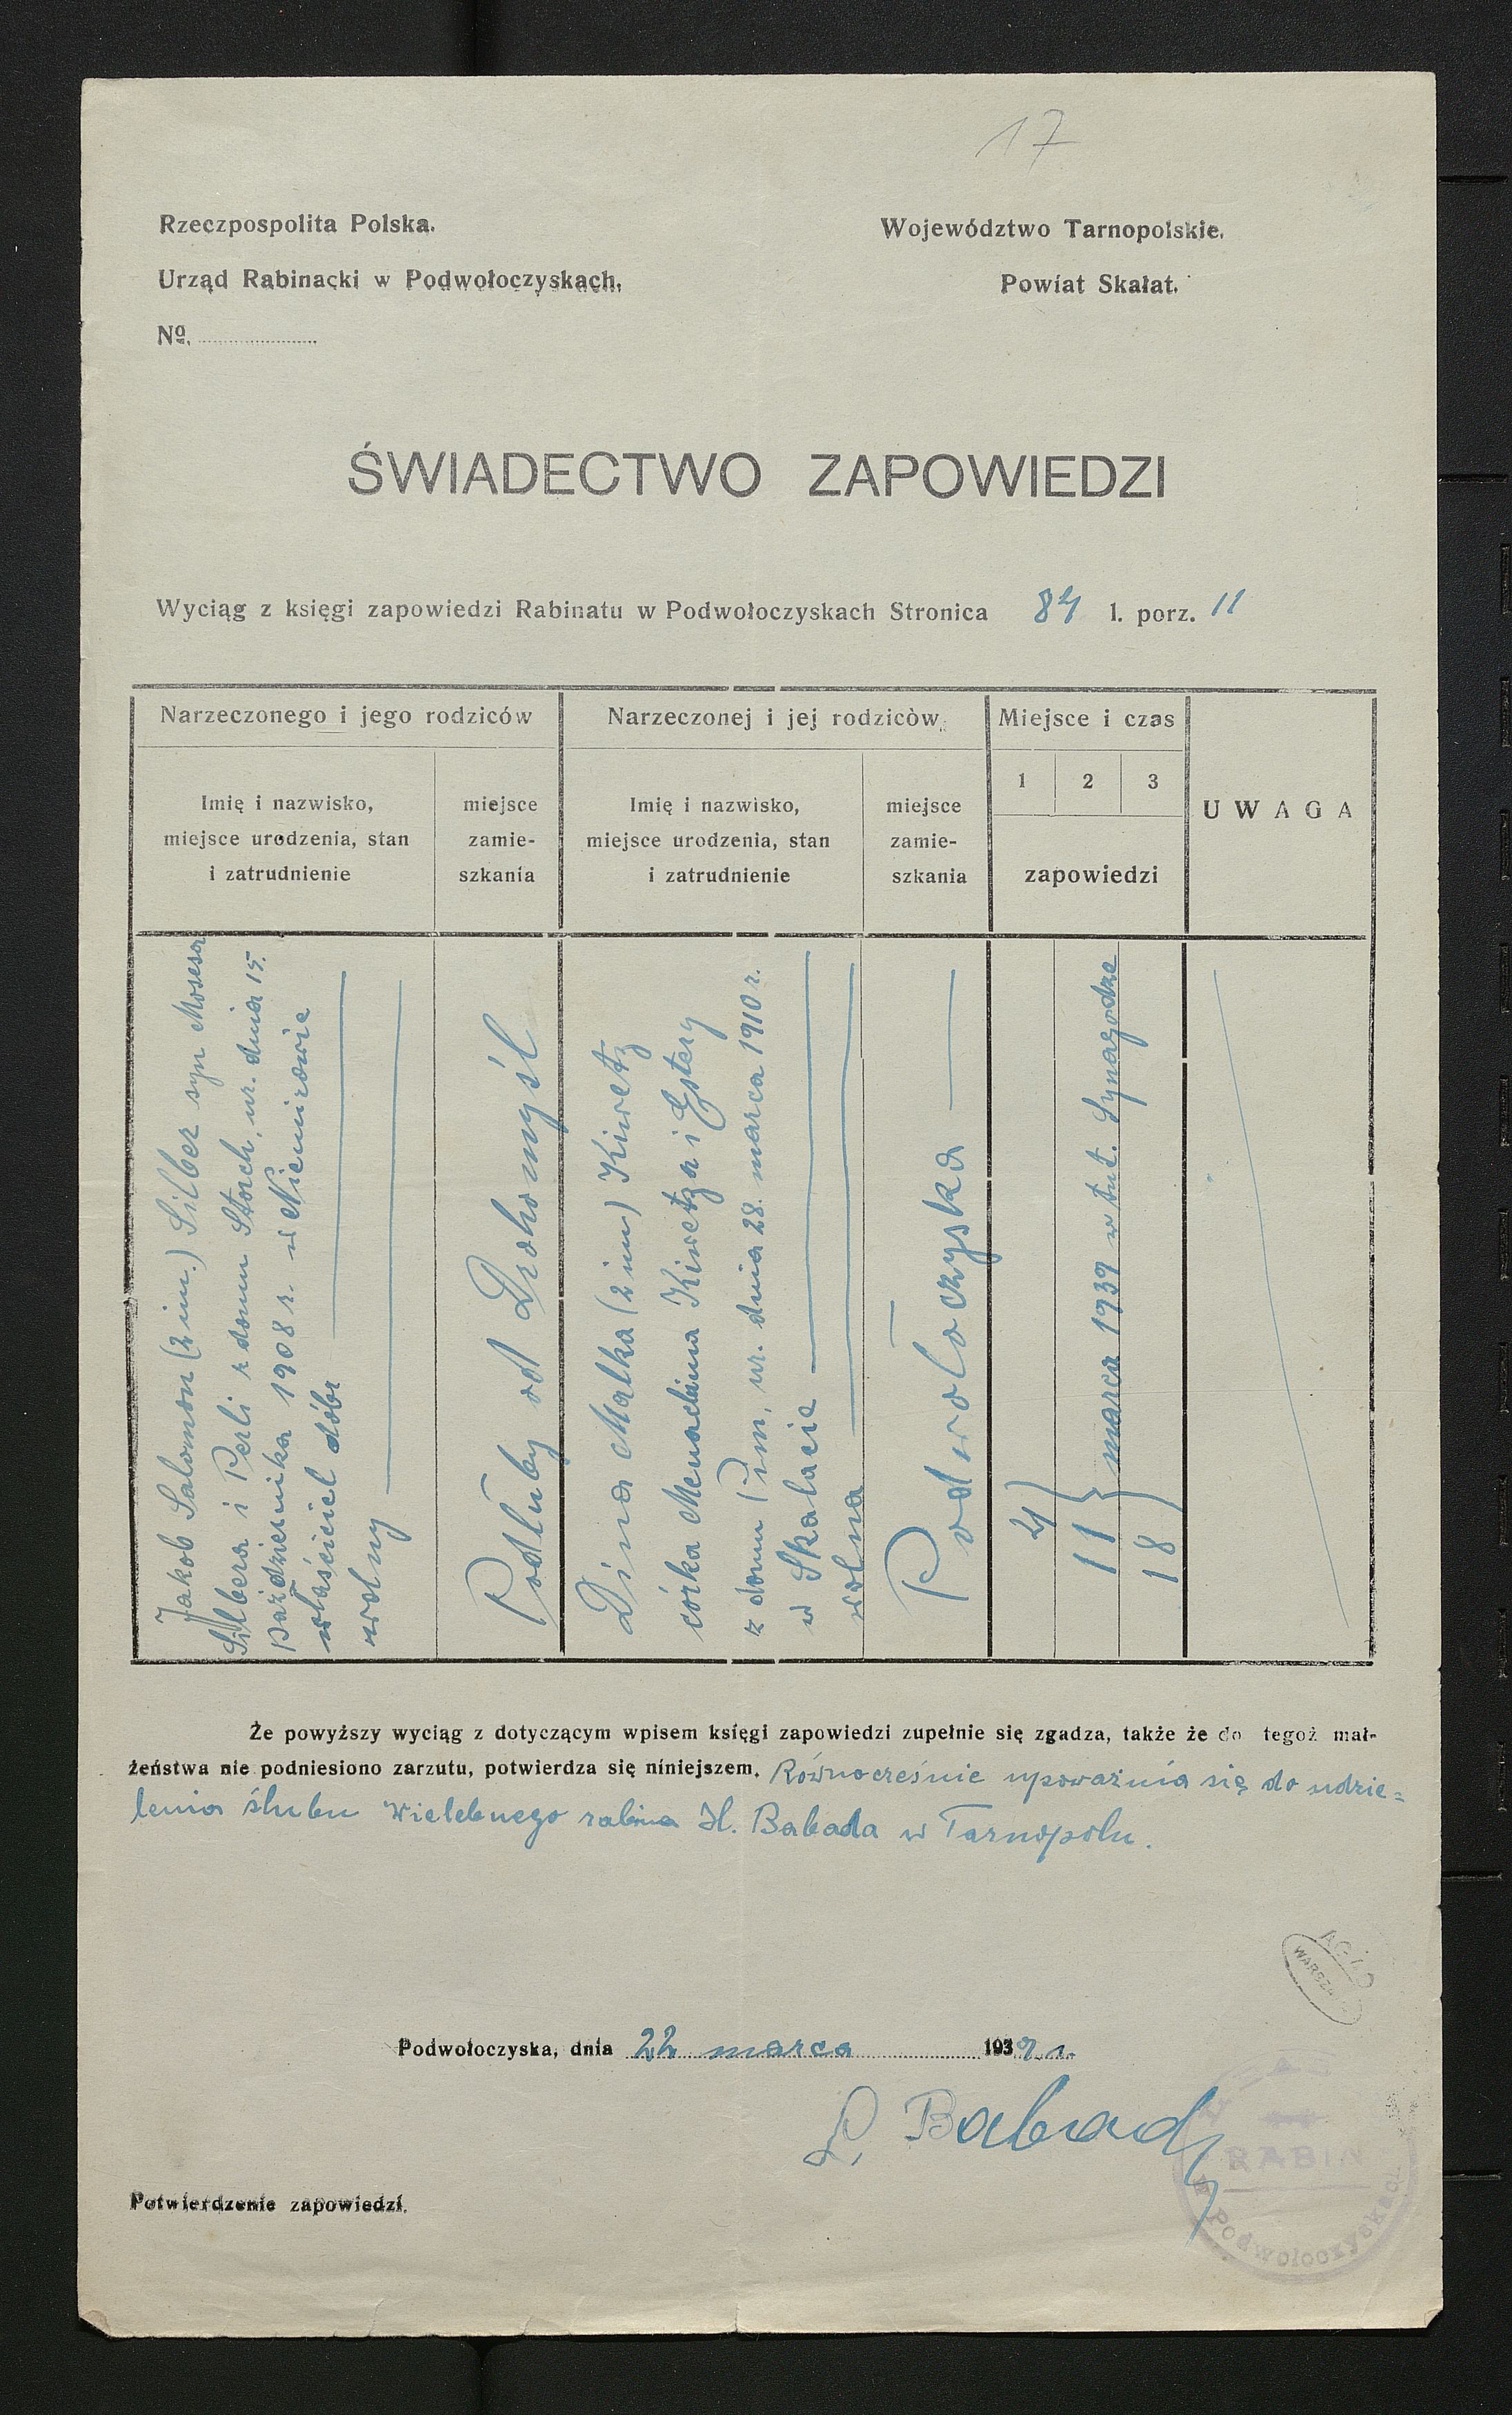 17
Rzeczpospolita Polska.
Województwo Tarnopolskie.
Urząd Rabinacki w Podwołoczyskach.
Powiat Skałat.
№.
ŚWIADECTWO ZAPOWIEDZI
Wyciąg z księgi zapowiedzi Rabinatu w Podwołoczyskach Stronica 84 l. porz. 11
Narzeczonego i jego rodziców
Narzeczonej i jej rodziców
Miejsce i czas
UWAGA
Imię i nazwisko,
miejsce urodzenia, stan
i zatrudnienie
miejsce
zamie-
szkania
Imię i nazwisko,
miejsce urodzenia, stan
i zatrudnienie
miejsce
zamie-
szkania
1 2 3
zapowiedzi
Jakob Salomon (2 im.) Silber syn Mosesa
Silbera i Perli z domu Storch, ur. dnia 15.
października 1908 r. w Niemirowie
właściciel dóbr
wolny
Podłuby ad Drohomyśl
Dina Malka (2 im) Kiwetz
córka Menachima Kiwetza i Estery
z domu Pim, ur. dnia 28. marca 1910 r.
w Skałacie
wolna
Podwołoczyska
4
11 } marca 1939 w tut. Synagodze
18
Że powyższy wyciąg z dotyczącym wpisem księgi zapowiedzi zupełnie się zgadza, także że do tegoż mał-
żeństwa nie podniesiono zarzutu, potwierdza się niniejszem. Równocześnie upoważnia się do udzie=
lenia ślubu Wielebnego rabina H. Babada w Tarnopolu.
WARSZAWA
Podwołoczyska, dnia 22 marca 1939 r.
Babad
RABIN
w Podwołoczyskach
Potwierdzenie zapowiedzi.